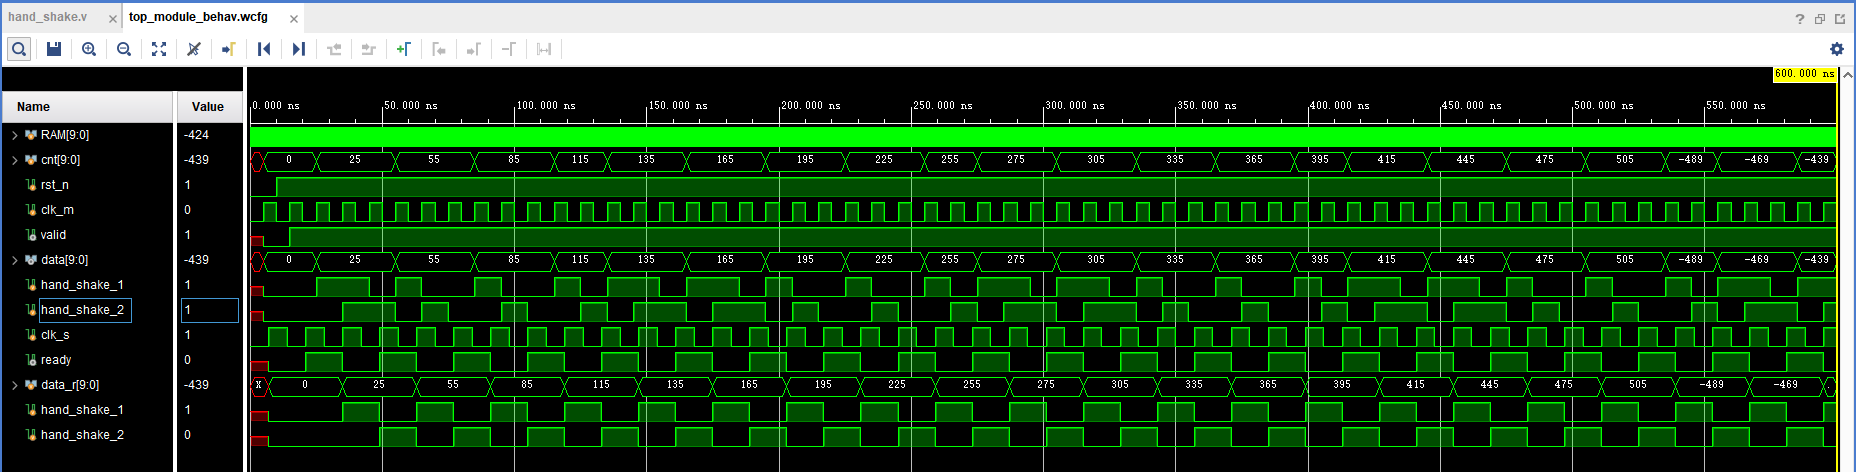 hand_shake.v × top_module_behav.wcfg ×
600.000 ns
Name Value
0.000 ns 50.000 ns 100.000 ns 150.000 ns 200.000 ns 250.000 ns 300.000 ns 350.000 ns 400.000 ns 450.000 ns 500.000 ns 550.000 ns
RAM[9:0] -424
cnt[9:0] -439 0 25 55 85 115 135 165 195 225 255 275 305 335 365 395 415 445 475 505 -489 -469 -439
rst_n 1
clk_m 0
valid 1
data[9:0] -439 0 25 55 85 115 135 165 195 225 255 275 305 335 365 395 415 445 475 505 -489 -469 -439
hand_shake_1 1
hand_shake_2 1
clk_s 1
ready 0
data_r[9:0] -439 X 0 25 55 85 115 135 165 195 225 255 275 305 335 365 395 415 445 475 505 -489 -469
hand_shake_1 1
hand_shake_2 0